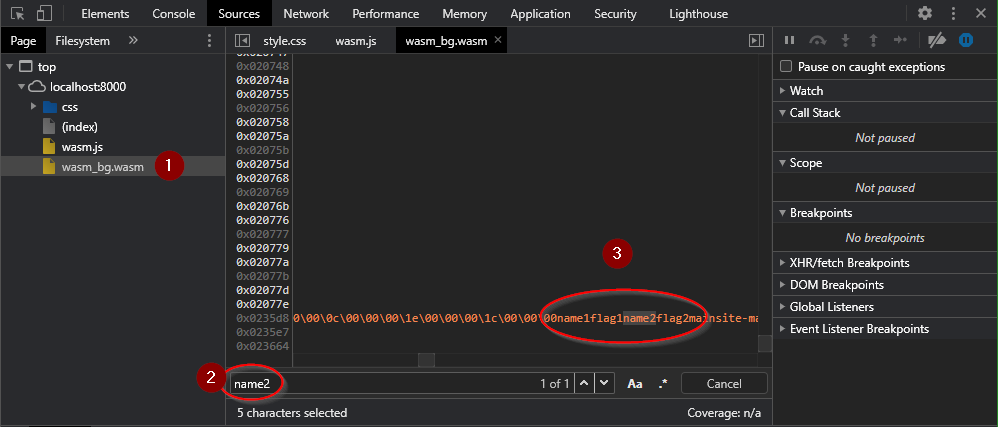 Elements Console Sources Network Performance Memory Application Security Lighthouse
Page Filesystem » style.css wasm.js wasm_bg.wasm ×
top
localhost:8000
css
(index)
wasm.js
wasm_bg.wasm
1
0x020748
0x02074a
0x020755
0x020756
0x020758
0x02075a
0x02075b
0x02075d
0x020768
0x020769
0x02076b
0x02076d
0x020776
0x020777
0x020779
0x02077a
0x02077b
0x02077d
0x02077e
0x0235d8 0\00\0c\00\00\00\1e\00\00\00\1c\00\00\00name1flag1name2flag2mainsite-ma
0x0235e7
0x023664
3
2
name2 1 of 1 Aa .* Cancel
5 characters selected Coverage: n/a
Pause on caught exceptions
Watch
Call Stack
Not paused
Scope
Not paused
Breakpoints
No breakpoints
XHR/fetch Breakpoints
DOM Breakpoints
Global Listeners
Event Listener Breakpoints